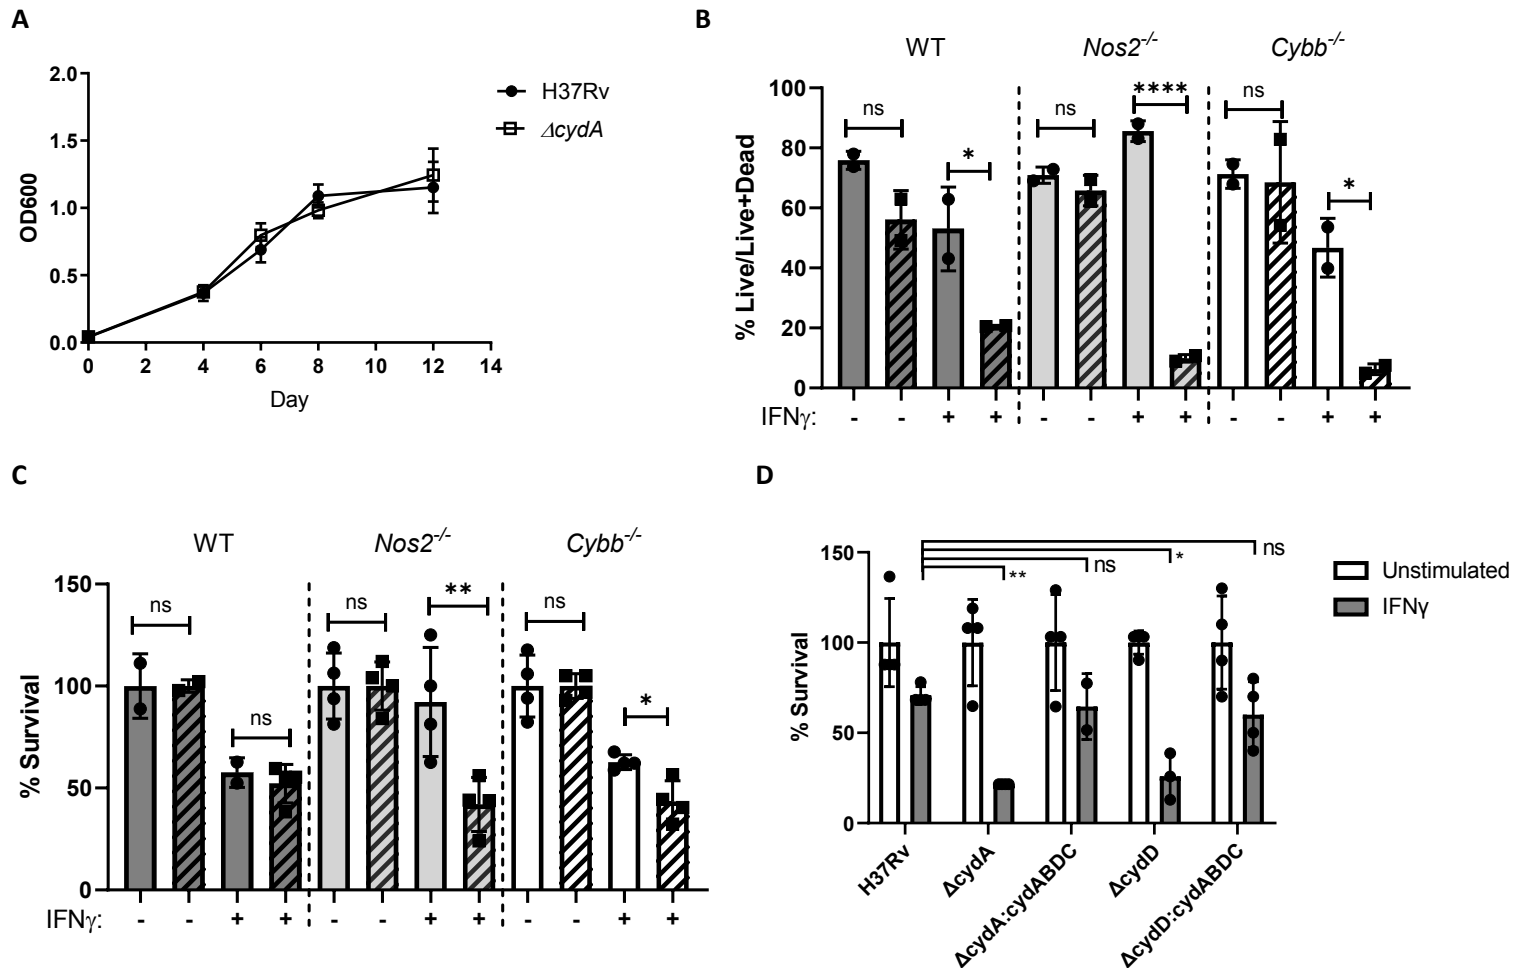 A
2.0
1.5
1.0
0.5
0.0
OD600
0 2 4 6 8 10 12 14
Day
H37Rv
ΔcydA
B
WT Nos2-/- Cybb-/-
100
80
60
40
20
0
% Live/Live+Dead
ns * ns **** ns *
IFNγ: - - + + - - + + - - + +
C
WT Nos2-/- Cybb-/-
150
100
50
0
% Survival
ns ns ns ** ns *
IFNγ: - - + + - - + + - - + +
D
150
100
50
0
% Survival
** ns * ns
Unstimulated
IFNγ
H37Rv
ΔcydA
ΔcydA:cydABDC
ΔcydD
ΔcydD:cydABDC